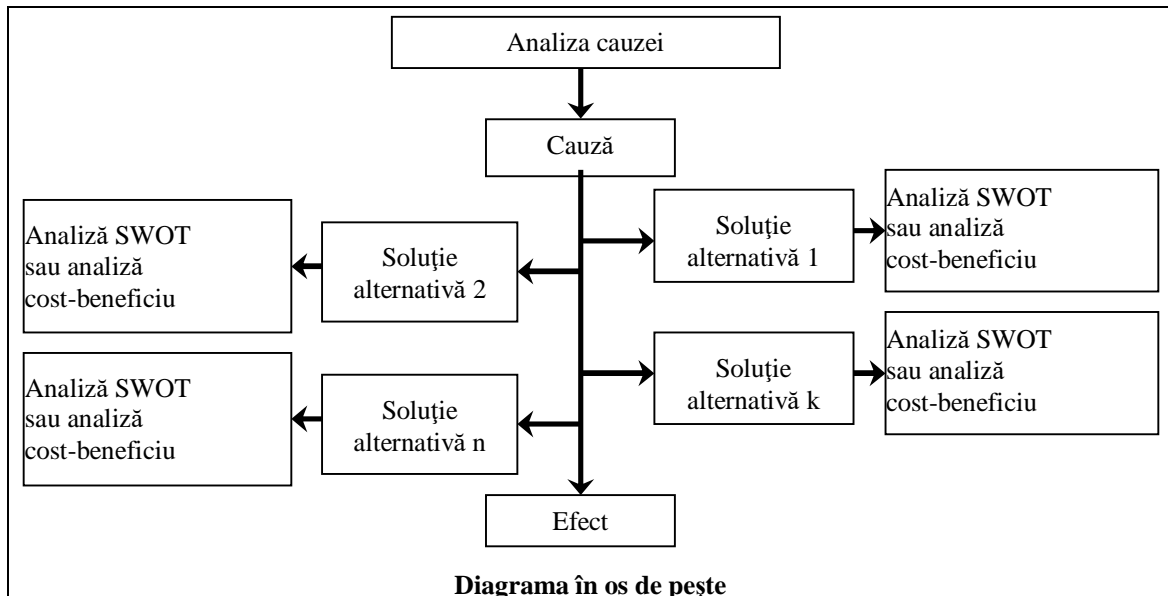 Analiza cauzei
Cauză
Analiză SWOT
sau analiză
cost-beneficiu
Soluţie
alternativă 2
Soluţie
alternativă 1
Analiză SWOT
sau analiză
cost-beneficiu
Analiză SWOT
sau analiză
cost-beneficiu
Soluţie
alternativă n
Soluţie
alternativă k
Analiză SWOT
sau analiză
cost-beneficiu
Efect
Diagrama în os de peşte